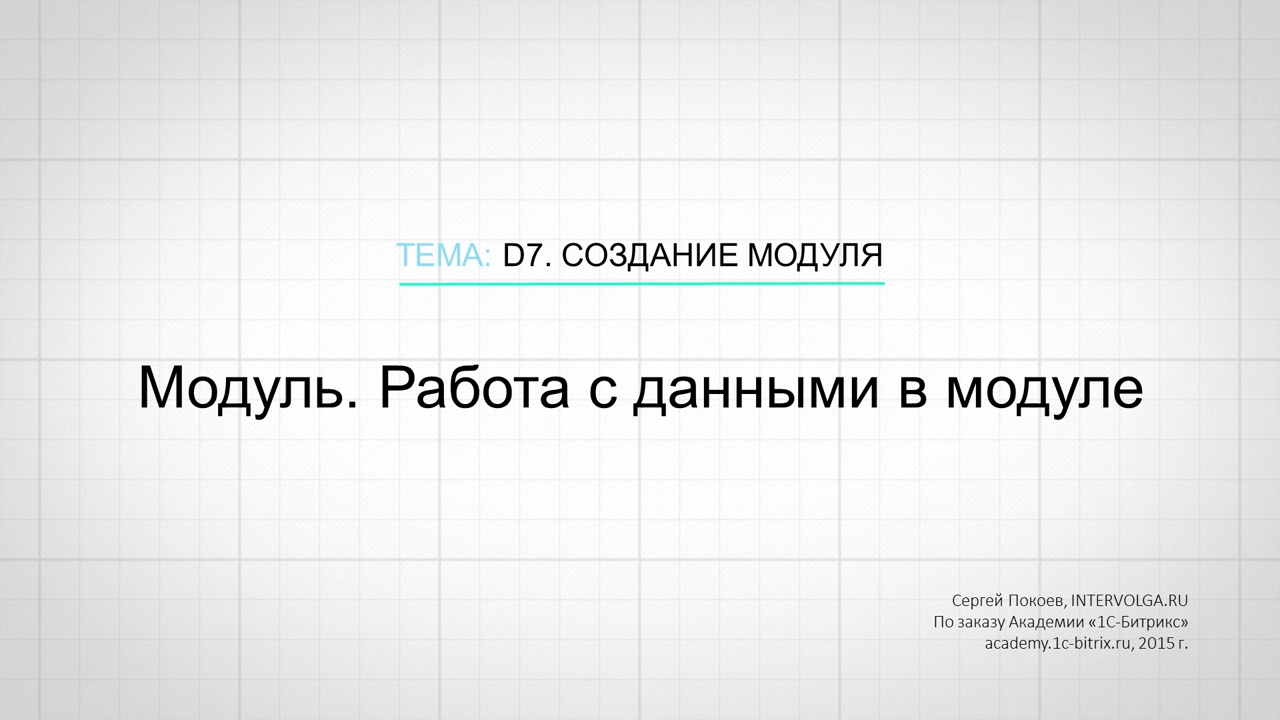 ТЕМА: D7. СОЗДАНИЕ МОДУЛЯ
Модуль. Работа с данными в модуле
Сергей Покоев, INTERVOLGA.RU
По заказу Академии «1С-Битрикс»
academy.1c-bitrix.ru, 2015 г.